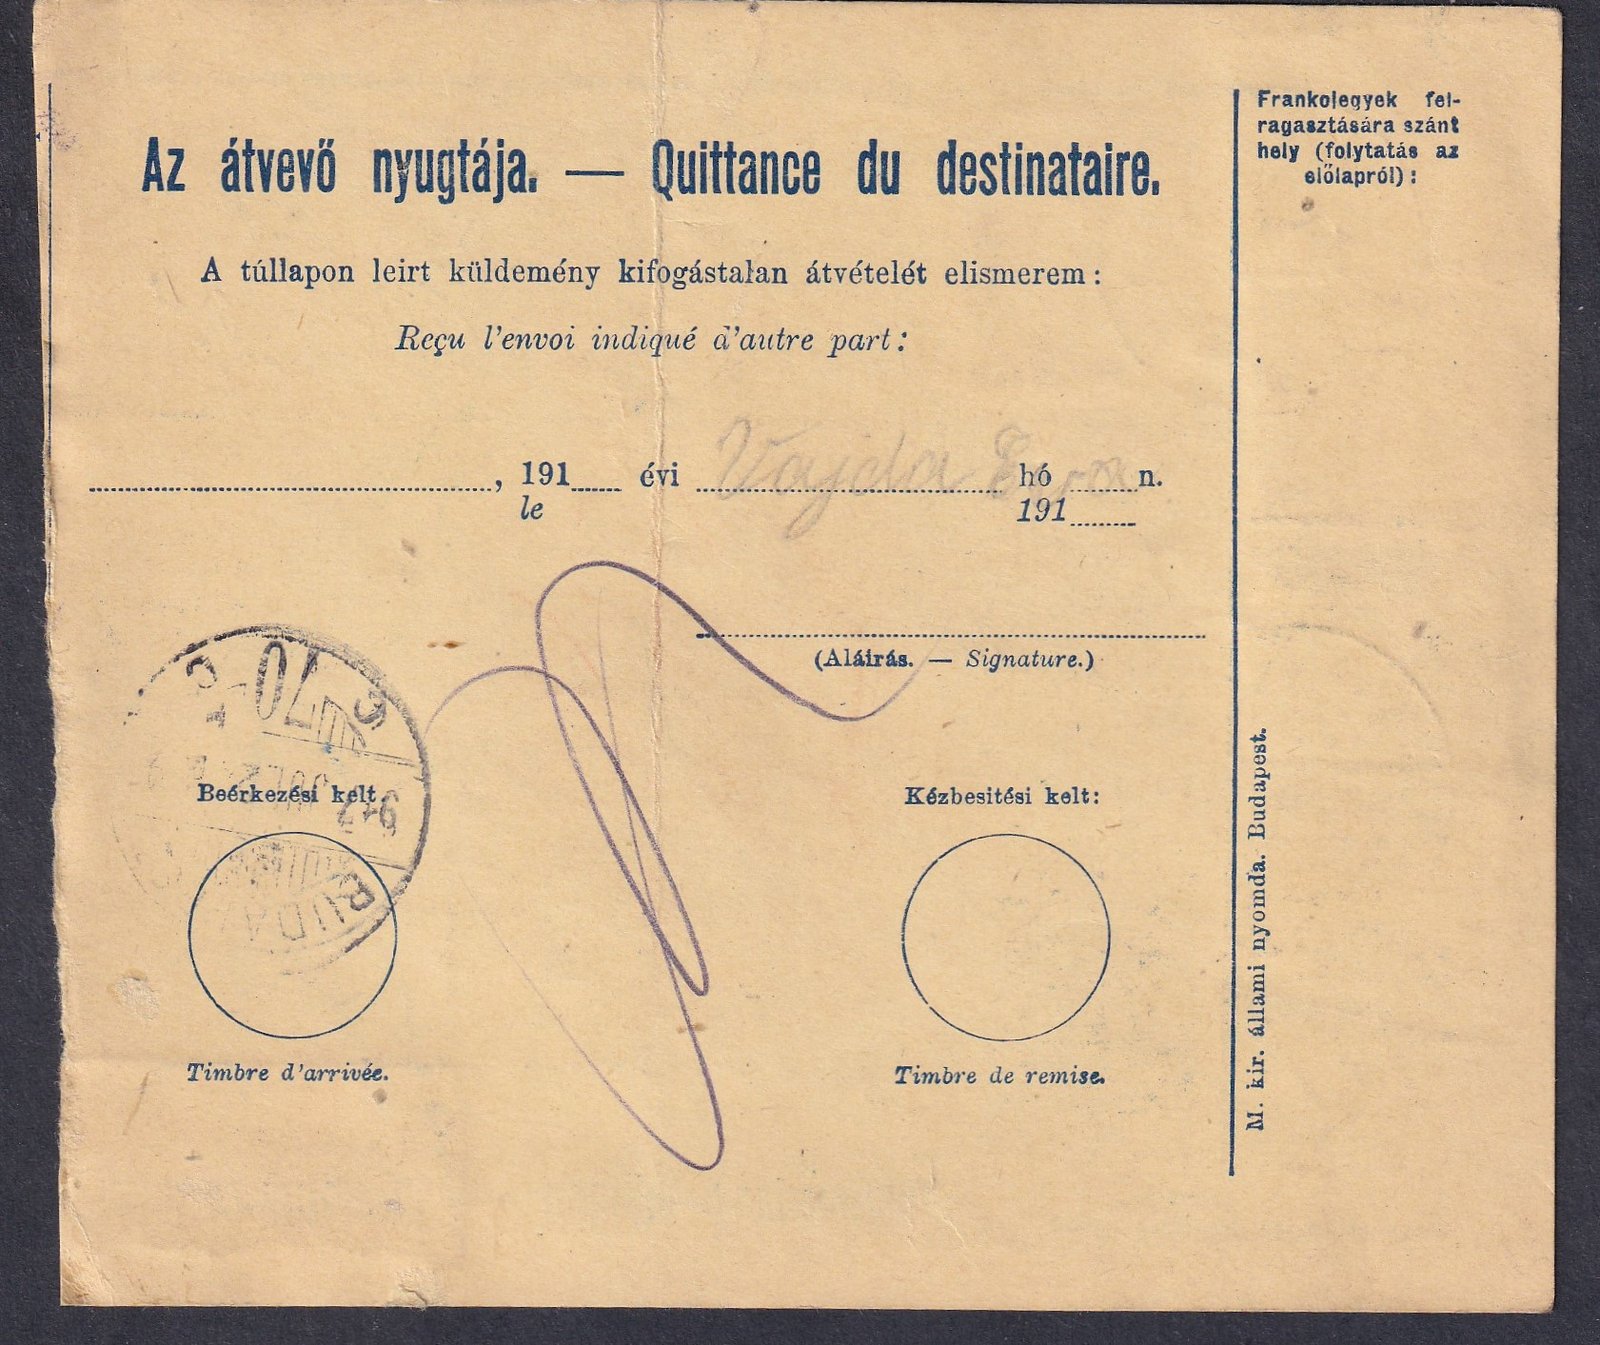 Az átvevő nyugtája. — Quittance du destinataire.
A túllapon leirt küldemény kifogástalan átvételét elismerem :
Reçu l'envoi indiqué d'autre part :
Vajda
, 191 évi hó n.
le 191
(Aláirás. — Signature.)
Beérkezési kelt
Timbre d'arrivée.
Kézbesitési kelt:
Timbre de remise.
Frankojegyek fel-
ragasztására szánt
hely (folytatás az
előlapról) :
M. kir. állami nyomda. Budapest.